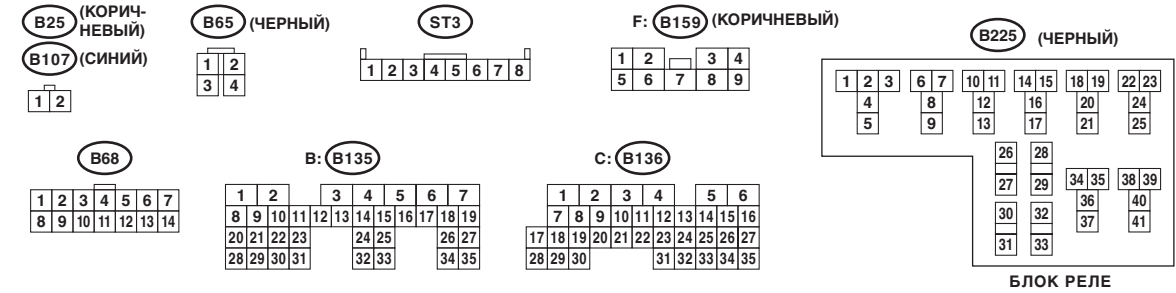 B25 (КОРИЧ-
НЕВЫЙ)
B107 (СИНИЙ)
1 2
B65 (ЧЕРНЫЙ)
1 2
3 4
ST3
1 2 3 4 5 6 7 8
F: B159 (КОРИЧНЕВЫЙ)
1 2 3 4
5 6 7 8 9
B225 (ЧЕРНЫЙ)
1 2 3 6 7 10 11 14 15 18 19 22 23
4 8 12 16 20 24
5 9 13 17 21 25
26 28
27 29 34 35 38 39
36 40
30 32 37 41
31 33
БЛОК РЕЛЕ
B68
1 2 3 4 5 6 7
8 9 10 11 12 13 14
B: B135
1 2 3 4 5 6 7
8 9 10 11 12 13 14 15 16 17 18 19
20 21 22 23 24 25 26 27
28 29 30 31 32 33 34 35
C: B136
1 2 3 4 5 6
7 8 9 10 11 12 13 14 15 16
17 18 19 20 21 22 23 24 25 26 27
28 29 30 31 32 33 34 35